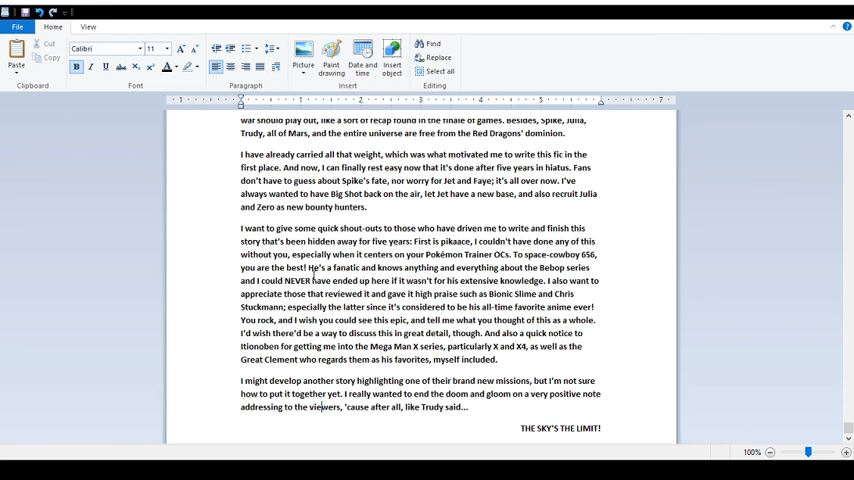 File Home View
Cut
Copy
Paste
Clipboard
Calibri 11
Font
Paragraph
Picture
Paint drawing
Date and time
Insert object
Insert
Find
Replace
Select all
Editing
1 1 2 3 4 5 7
war should play out, like a sort of recap found in the finale of games. Besides, Spike, Julia,
Trudy, all of Mars, and the entire universe are free from the Red Dragons' dominion.
I have already carried all that weight, which was what motivated me to write this fic in the
first place. And now, I can finally rest easy now that it's done after five years in hiatus. Fans
don't have to guess about Spike's fate, nor worry for Jet and Faye; it's all over now. I've
always wanted to have Big Shot back on the air, let Jet have a new base, and also recruit Julia
and Zero as new bounty hunters.
I want to give some quick shout-outs to those who have driven me to write and finish this
story that's been hidden away for five years: First is pikaace, I couldn't have done any of this
without you, especially when it centers on your Pokémon Trainer OCs. To space-cowboy 656,
you are the best! He's a fanatic and knows anything and everything about the Bebop series
and I could NEVER have ended up here if it wasn't for his extensive knowledge. I also want to
appreciate those that reviewed it and gave it high praise such as Bionic Slime and Chris
Stuckmann; especially the latter since it's considered to be his all-time favorite anime ever!
You rock, and I wish you could see this epic, and tell me what you thought of this as a whole.
I'd wish there'd be a way to discuss this in great detail, though. And also a quick notice to
Itionoben for getting me into the Mega Man X series, particularly X and X4, as well as the
Great Clement who regards them as his favorites, myself included.
I might develop another story highlighting one of their brand new missions, but I'm not sure
how to put it together yet. I really wanted to end the doom and gloom on a very positive note
addressing to the viewers, 'cause after all, like Trudy said...
THE SKY'S THE LIMIT!
100%